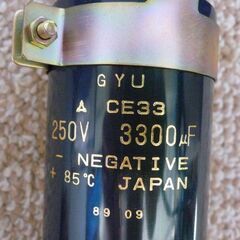 GYU
△ CE33
250V 3300μF
− NEGATIVE
+ 85℃ JAPAN
89 09